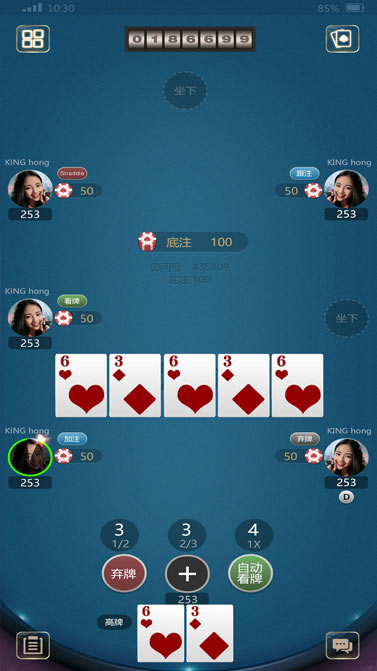 10:30
85%
0186699
坐下
KING hong
KING hong
Straddle
跟注
50
50
253
253
底注 100
房间号 435809
底注 100
KING hong
看牌
50
坐下
253
6 3 6 3 6
KING hong
KING hong
加注
弃牌
50
50
253
253
D
3 3 4
1/2 2/3 1X
弃牌
+
自动
看牌
253
高牌
6 3